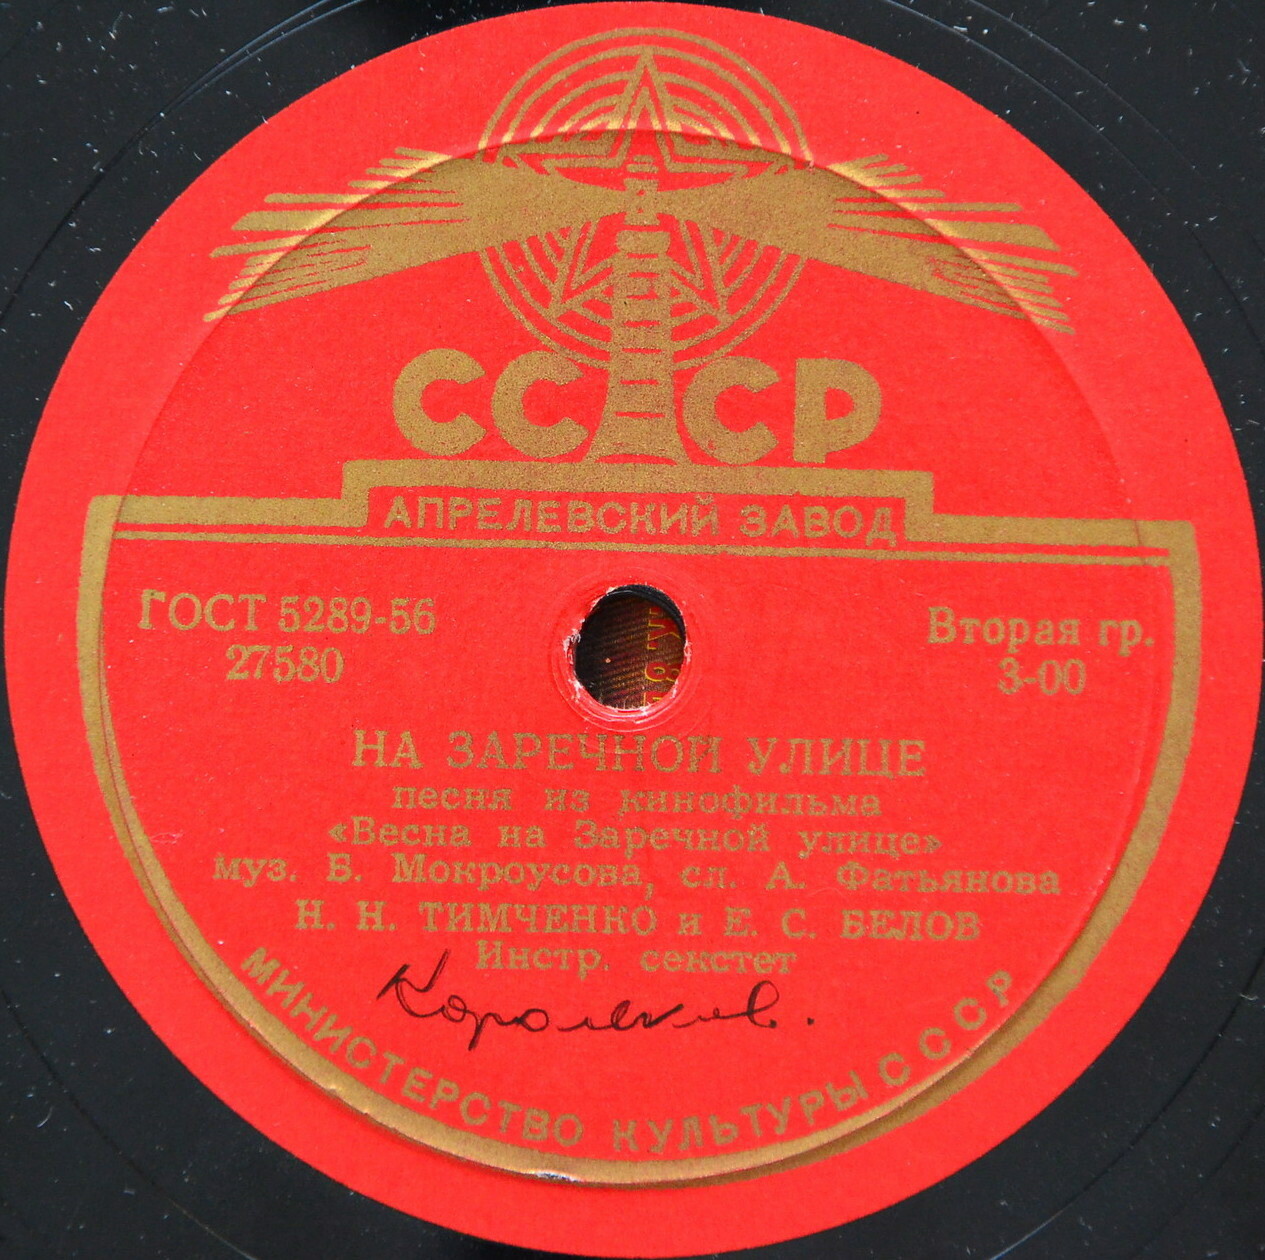 СССР
АПРЕЛЕВСКИЙ ЗАВОД
ГОСТ 5289-56
27580
Вторая гр.
3-00
НА ЗАРЕЧНОЙ УЛИЦЕ
песня из кинофильма
«Весна на Заречной улице»
муз. Б. Мокроусова, сл. А. Фатьянова
Н. Н. ТИМЧЕНКО и Е. С. БЕЛОВ
Инстр. секстет
МИНИСТЕРСТВО КУЛЬТУРЫ СССР